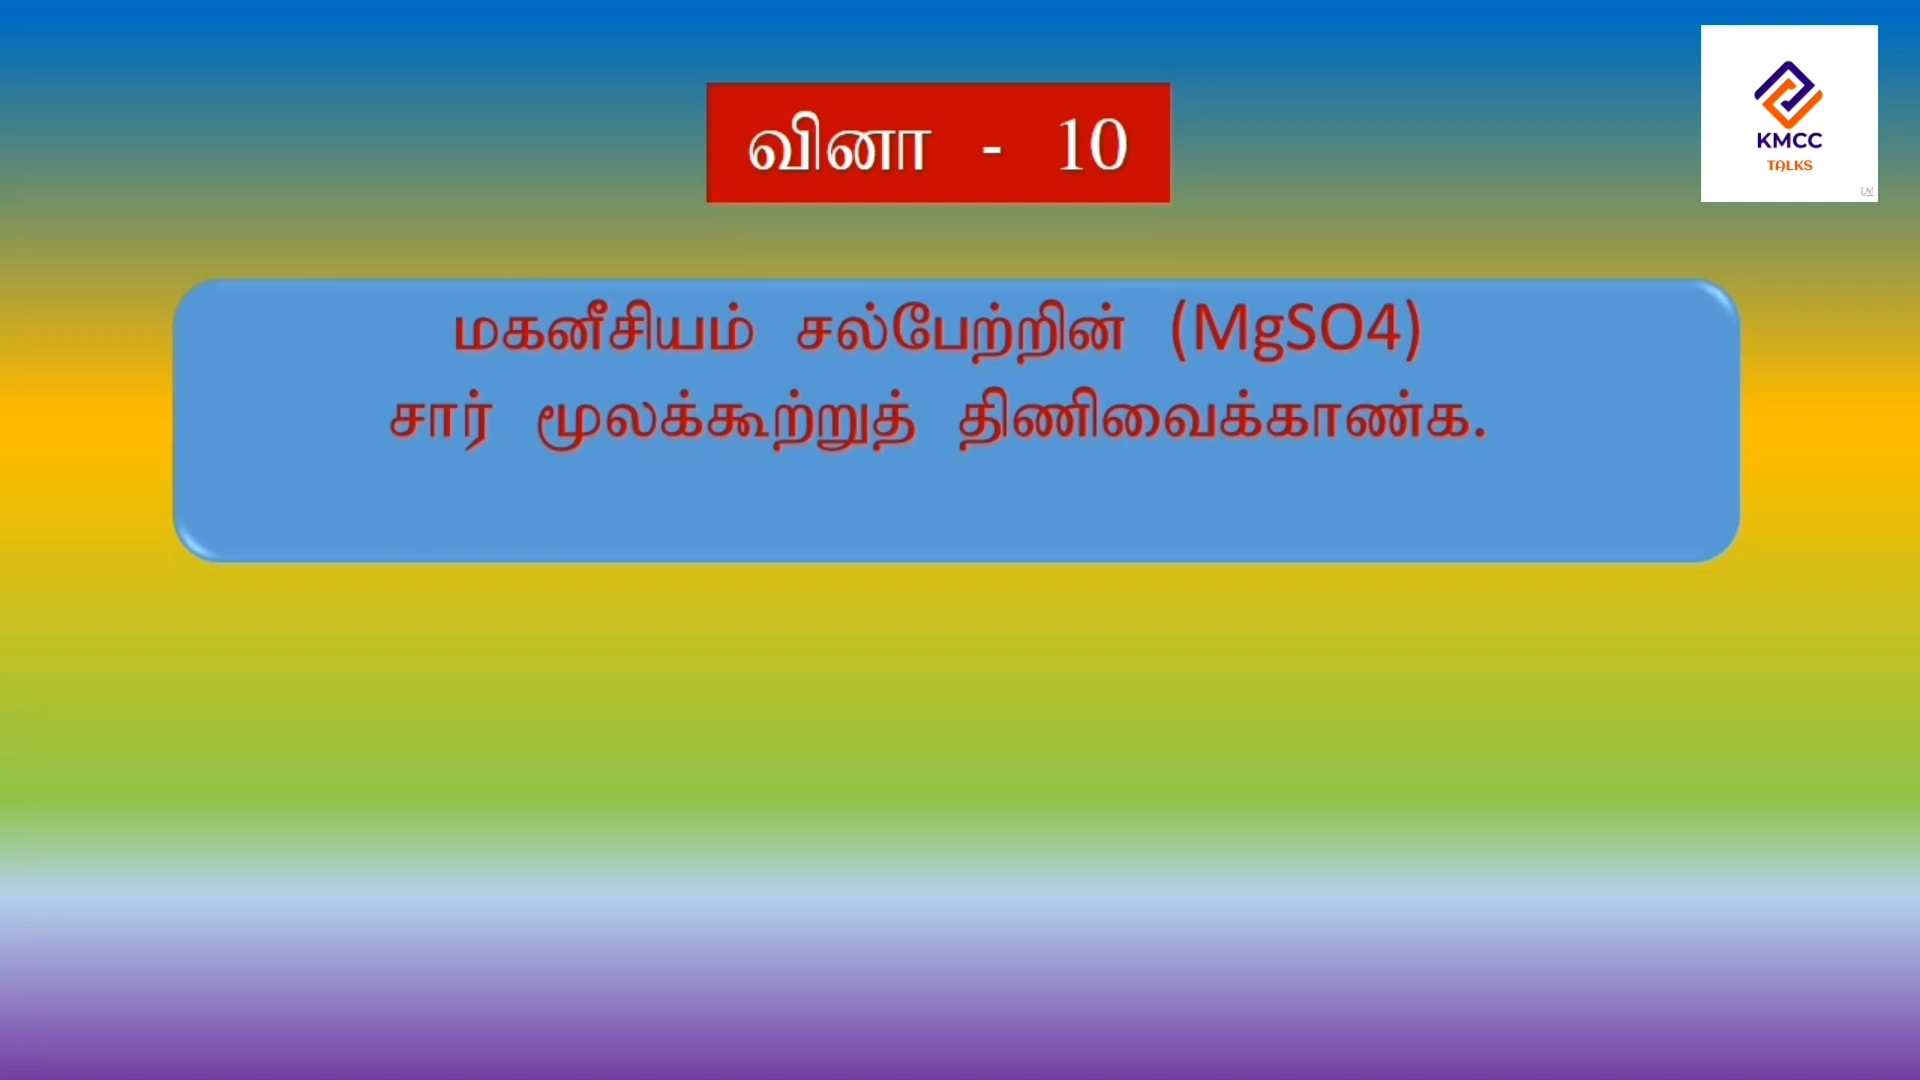 வினா - 10
KMCC
TALKS
மகனீசியம் சல்பேற்றின் (MgSO4)
சார் மூலக்கூற்றுத் திணிவைக்காண்க.